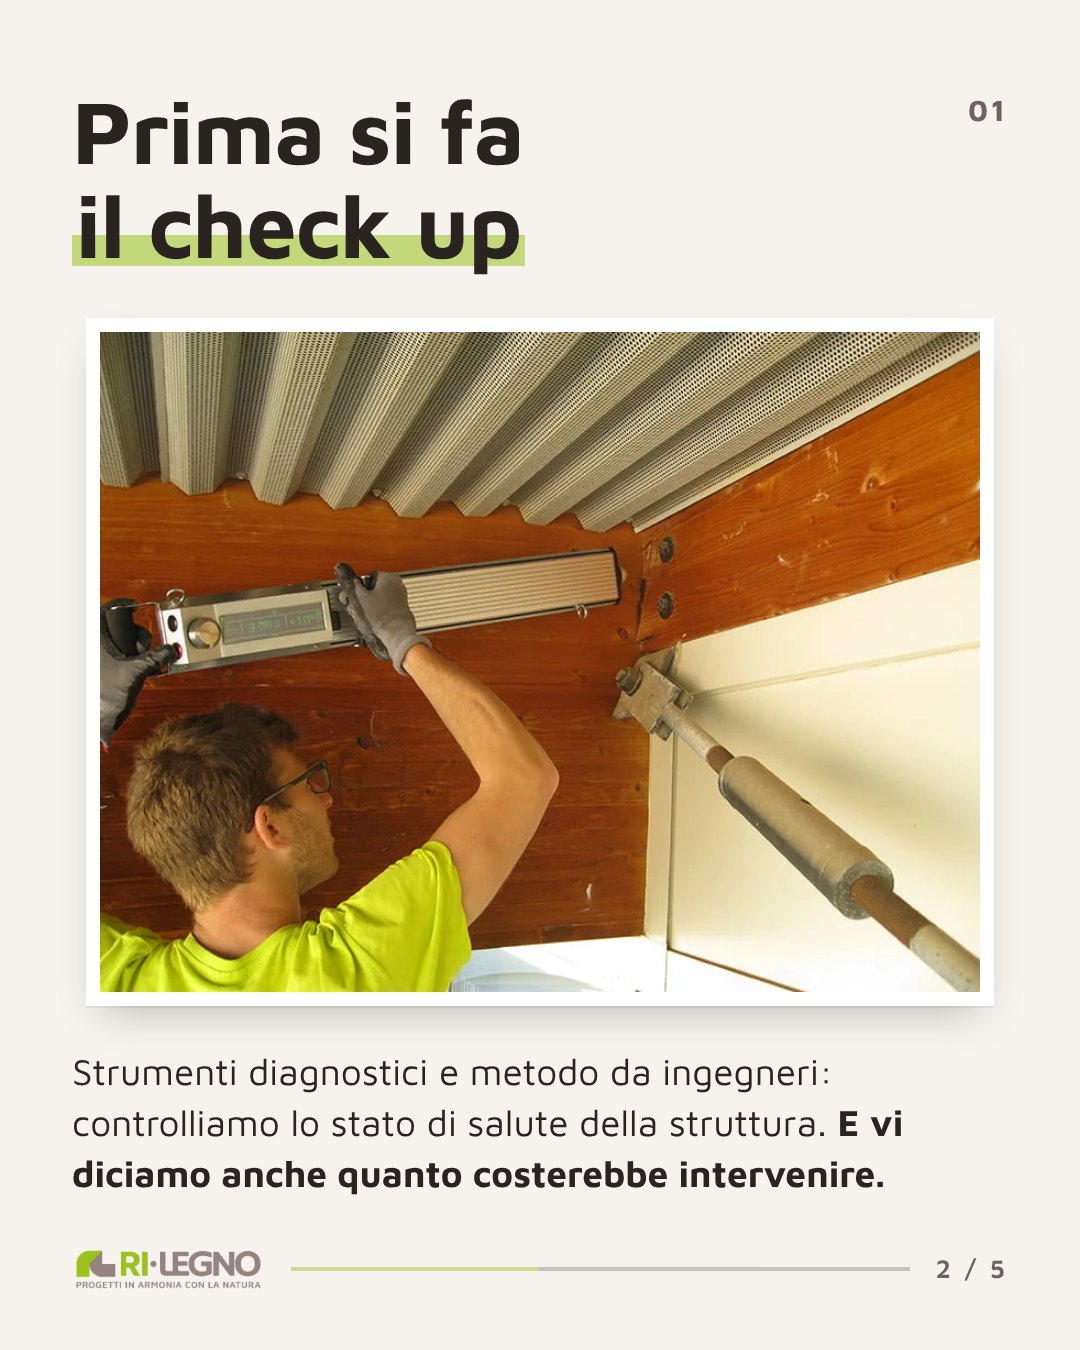 Prima si fa
01
il check up
Strumenti diagnostici e metodo da ingegneri:
controlliamo lo stato di salute della struttura. E vi
diciamo anche quanto costerebbe intervenire.
RI·LEGNO
PROGETTI IN ARMONIA CON LA NATURA
2 / 5